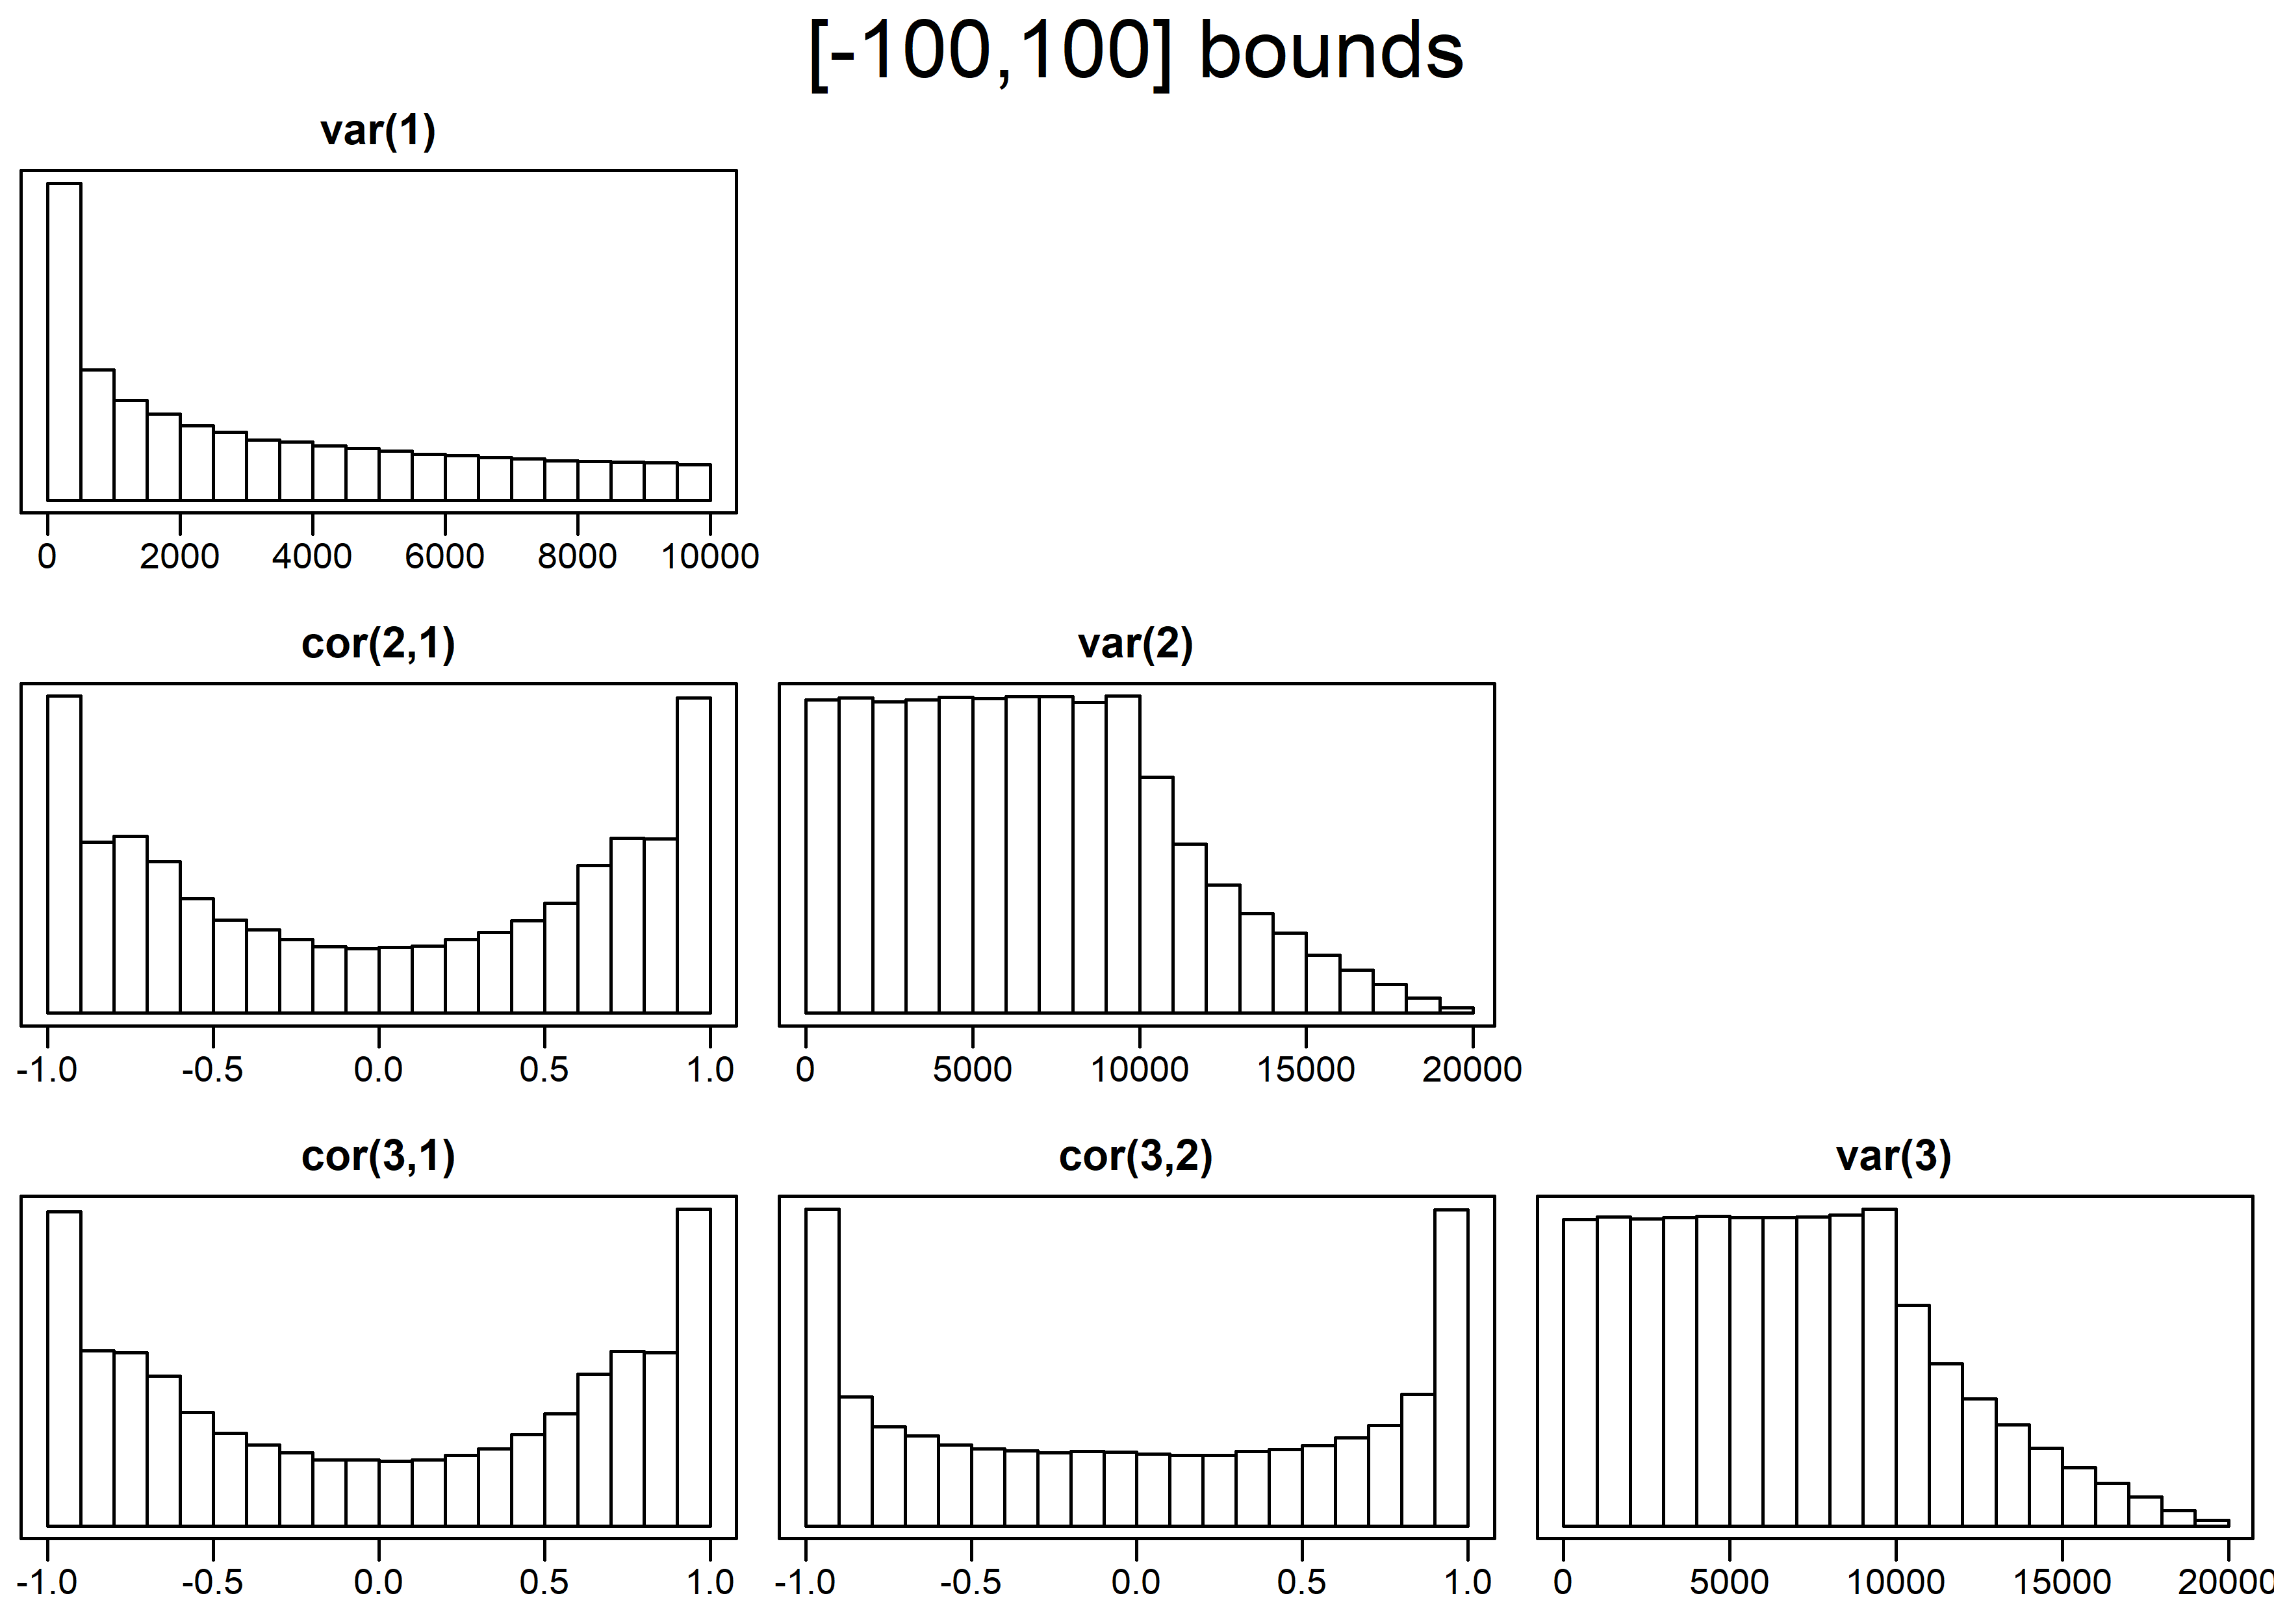 [-100,100] bounds
var(1)
0 2000 4000 6000 8000 10000
cor(2,1) var(2)
-1.0 -0.5 0.0 0.5 1.0 0 5000 10000 15000 20000
cor(3,1) cor(3,2) var(3)
-1.0 -0.5 0.0 0.5 1.0 -1.0 -0.5 0.0 0.5 1.0 0 5000 10000 15000 20000